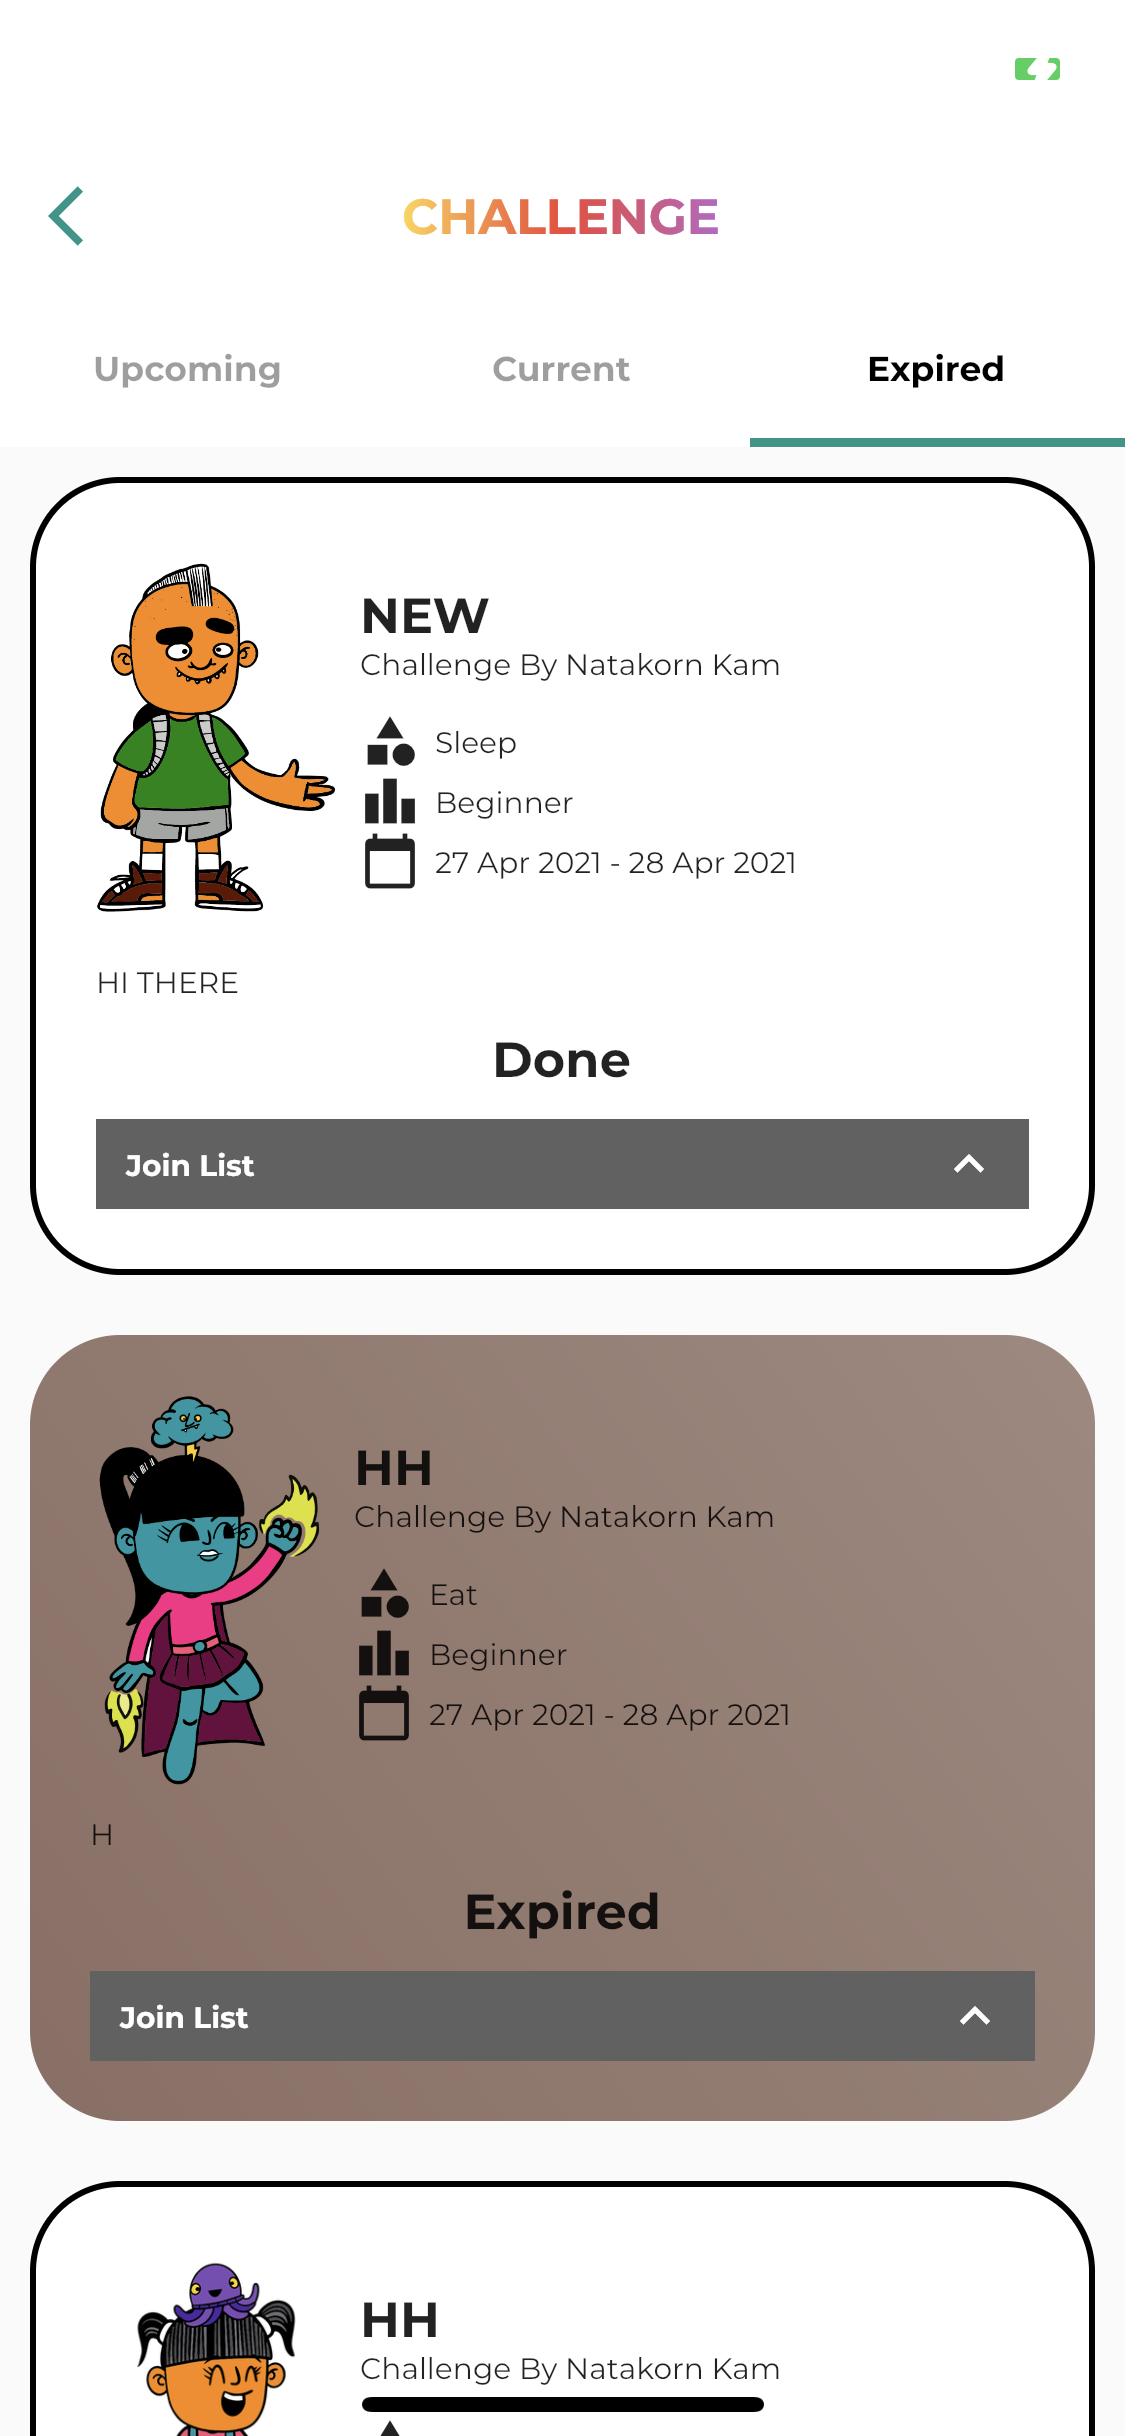 CHALLENGE
Upcoming
Current
Expired
NEW
Challenge By Natakorn Kam
Sleep
Beginner
27 Apr 2021 - 28 Apr 2021
HI THERE
Done
Join List
HH
Challenge By Natakorn Kam
Eat
Beginner
27 Apr 2021 - 28 Apr 2021
H
Expired
Join List
HH
Challenge By Natakorn Kam